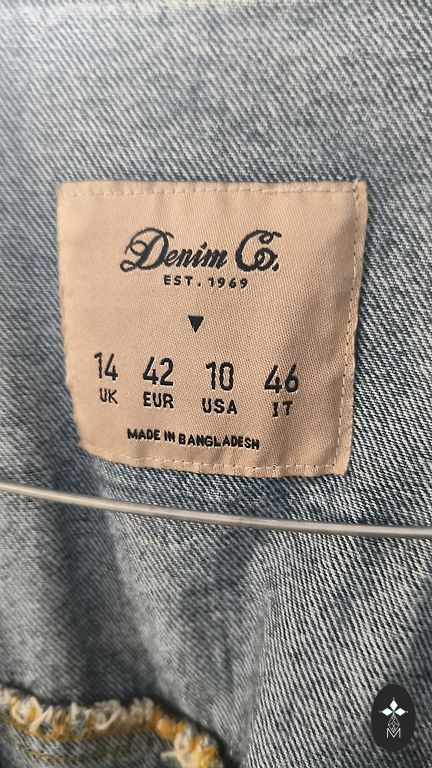 Denim Co.
EST. 1969
14 42 10 46
UK EUR USA IT
MADE IN BANGLADESH
M